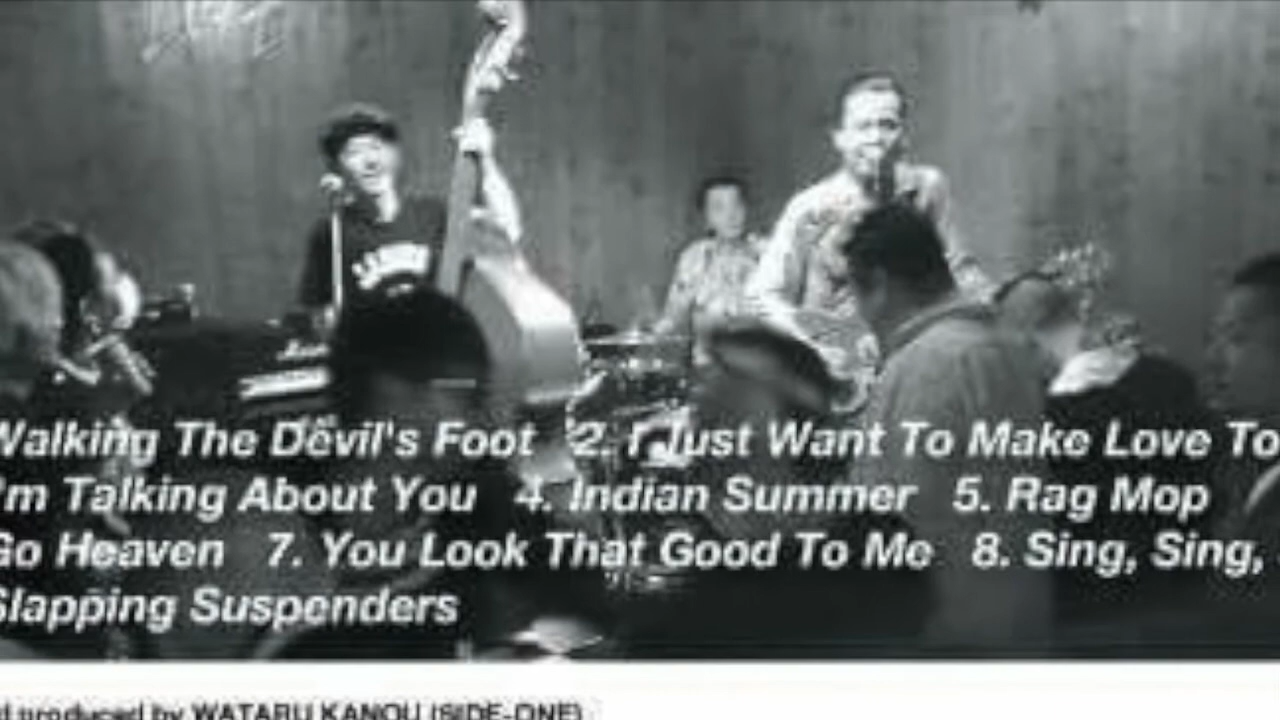 Walking The Devil's Foot 2. I Just Want To Make Love To
I'm Talking About You 4. Indian Summer 5. Rag Mop
Go Heaven 7. You Look That Good To Me 8. Sing, Sing,
Slapping Suspenders
produced by WATARU KANOU (SIDE-ONE)